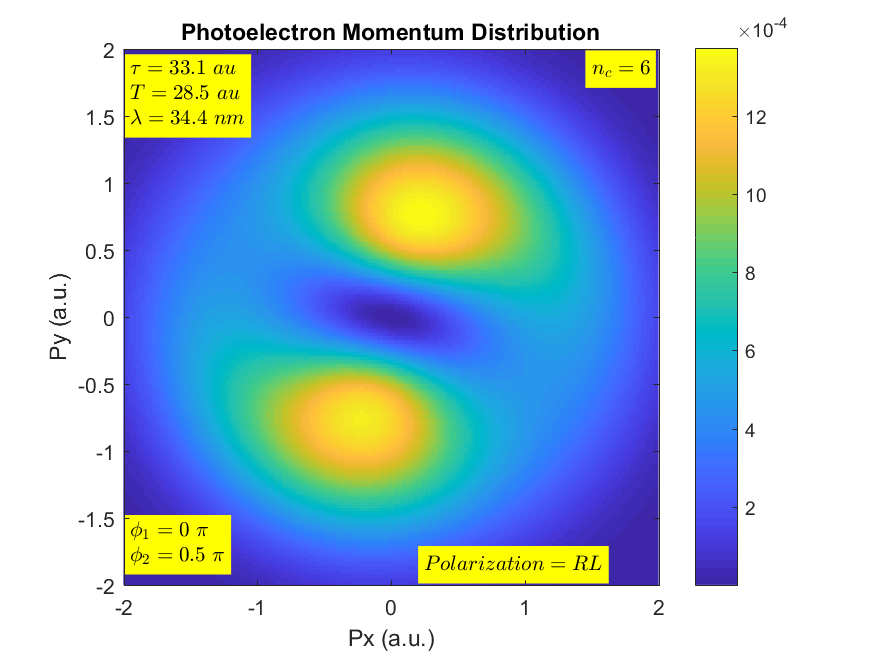 Photoelectron Momentum Distribution
×10⁻⁴
τ = 33.1 au
T = 28.5 au
λ = 34.4 nm
n_c = 6
ϕ₁ = 0 π
ϕ₂ = 0.5 π
Polarization = RL
2
1.5
1
0.5
0
-0.5
-1
-1.5
-2
Py (a.u.)
-2 -1 0 1 2
Px (a.u.)
12
10
8
6
4
2